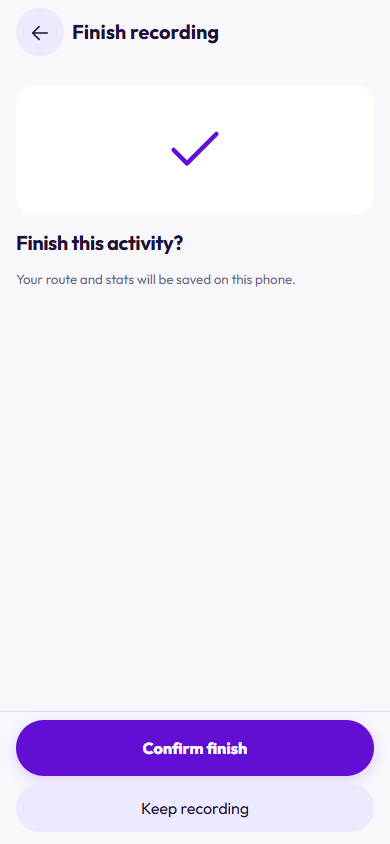 Finish recording
Finish this activity?
Your route and stats will be saved on this phone.
Confirm finish
Keep recording